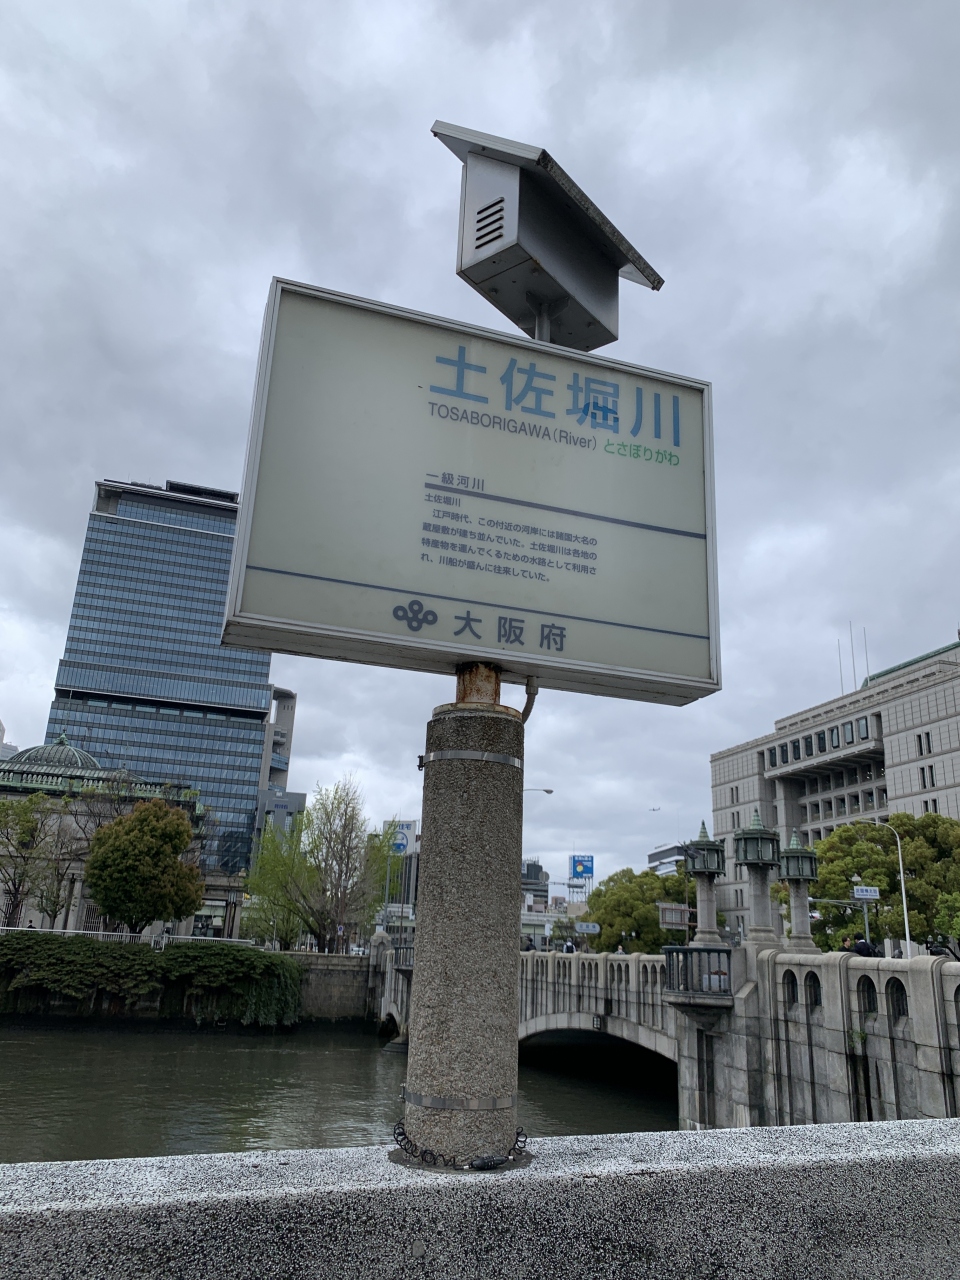 土佐堀川
TOSABORIGAWA(River) とさぼりがわ
一級河川
土佐堀川
江戸時代、この付近の河岸には諸国大名の
蔵屋敷が建ち並んでいた。土佐堀川は各地の
特産物を運んでくるための水路として利用さ
れ、川船が盛んに往来していた。
大阪府